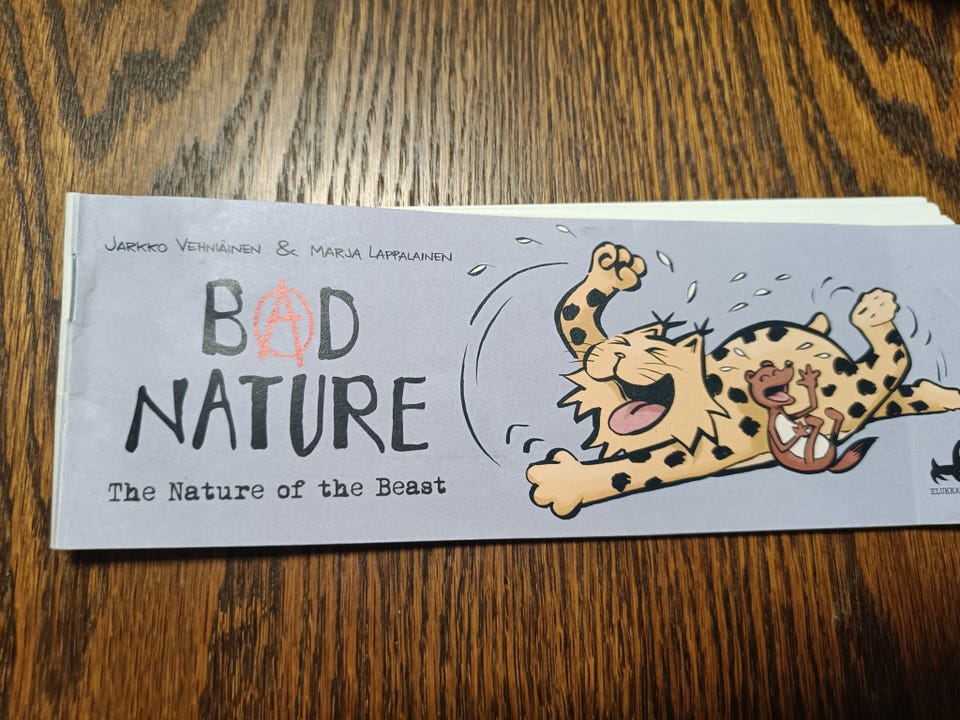 JARKKO VEHNIÄINEN & MARJA LAPPALAINEN
BAD
NATURE
The Nature of the Beast